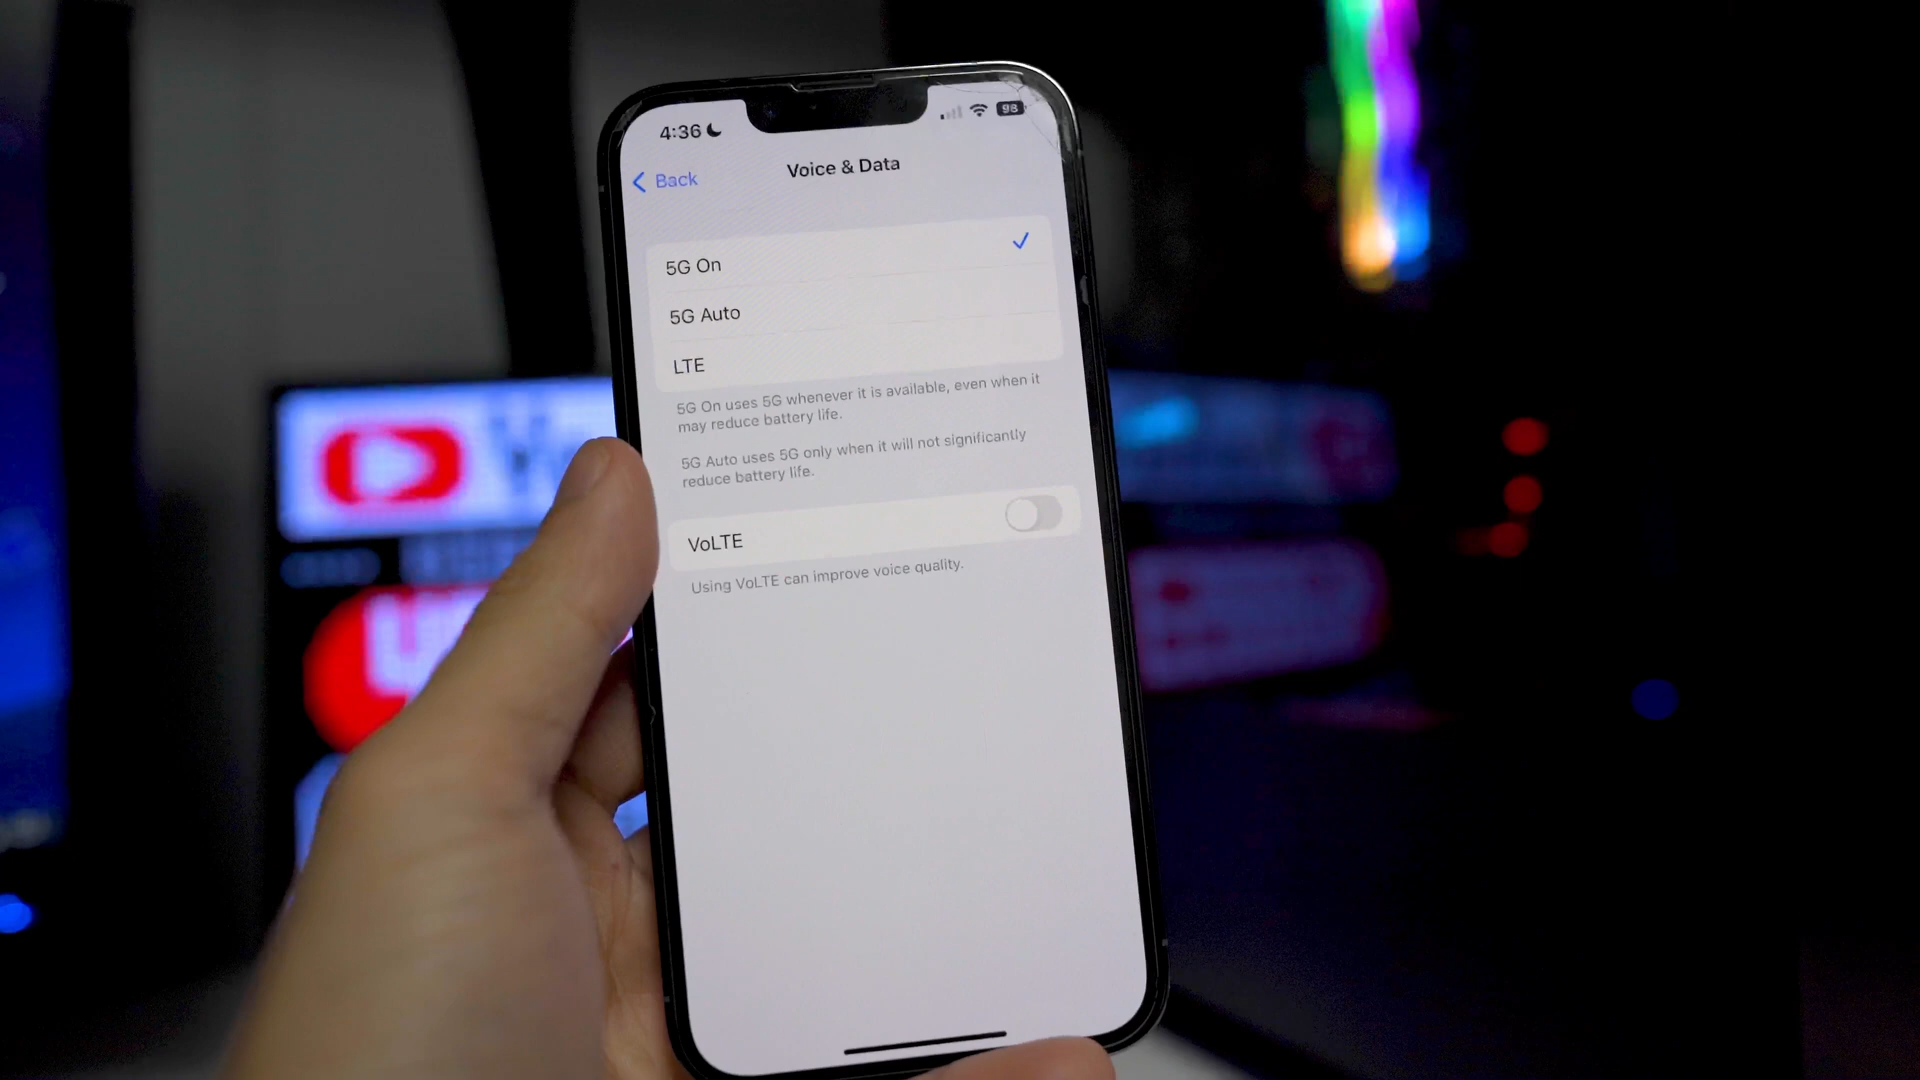 4:36
98
Back
Voice & Data
5G On
5G Auto
LTE
5G On uses 5G whenever it is available, even when it
may reduce battery life.
5G Auto uses 5G only when it will not significantly
reduce battery life.
VoLTE
Using VoLTE can improve voice quality.